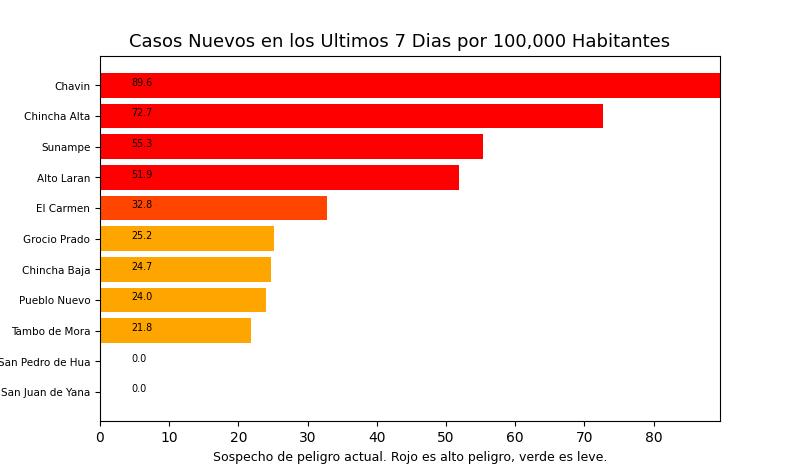 Casos Nuevos en los Ultimos 7 Dias por 100,000 Habitantes
Chavin 89.6
Chincha Alta 72.7
Sunampe 55.3
Alto Laran 51.9
El Carmen 32.8
Grocio Prado 25.2
Chincha Baja 24.7
Pueblo Nuevo 24.0
Tambo de Mora 21.8
San Pedro de Hua 0.0
San Juan de Yana 0.0
0 10 20 30 40 50 60 70 80
Sospecho de peligro actual. Rojo es alto peligro, verde es leve.